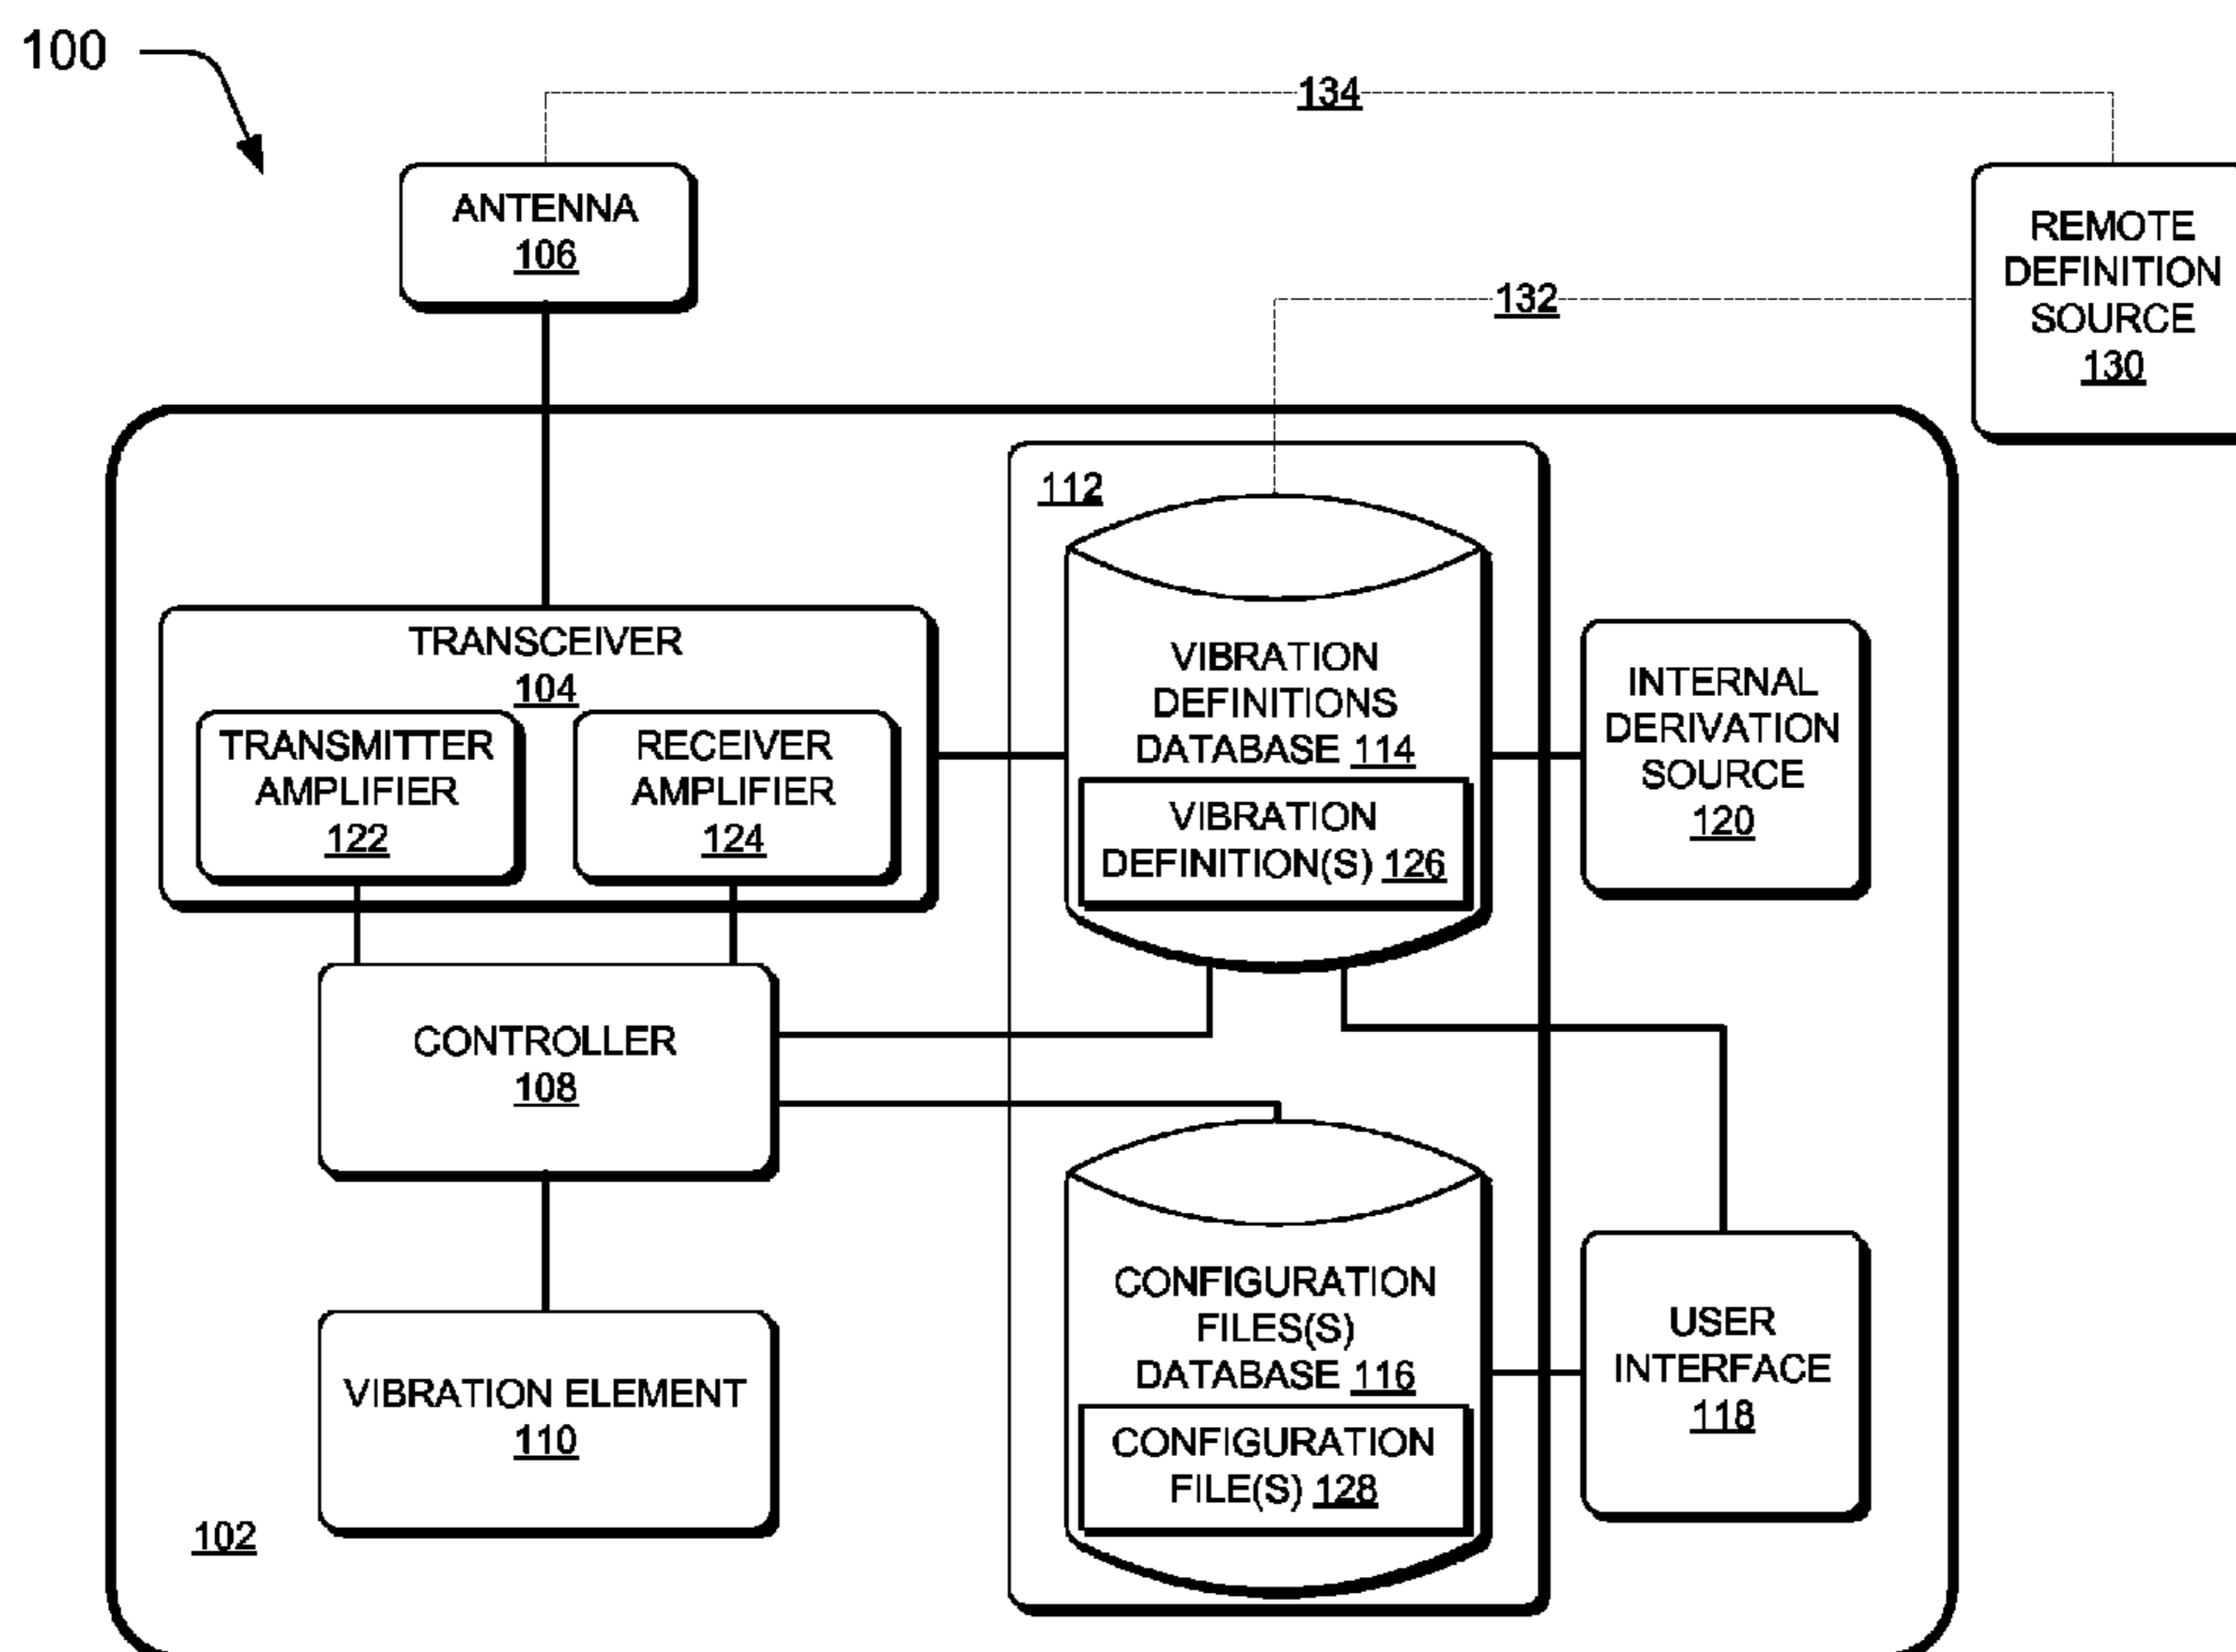 100
134
ANTENNA
106
REMOTE
DEFINITION
SOURCE
130
132
112
TRANSCEIVER
104
TRANSMITTER
AMPLIFIER
122
RECEIVER
AMPLIFIER
124
VIBRATION
DEFINITIONS
DATABASE 114
VIBRATION
DEFINITION(S) 126
INTERNAL
DERIVATION
SOURCE
120
CONTROLLER
108
VIBRATION ELEMENT
110
CONFIGURATION
FILES(S)
DATABASE 116
CONFIGURATION
FILE(S) 128
USER
INTERFACE
118
102